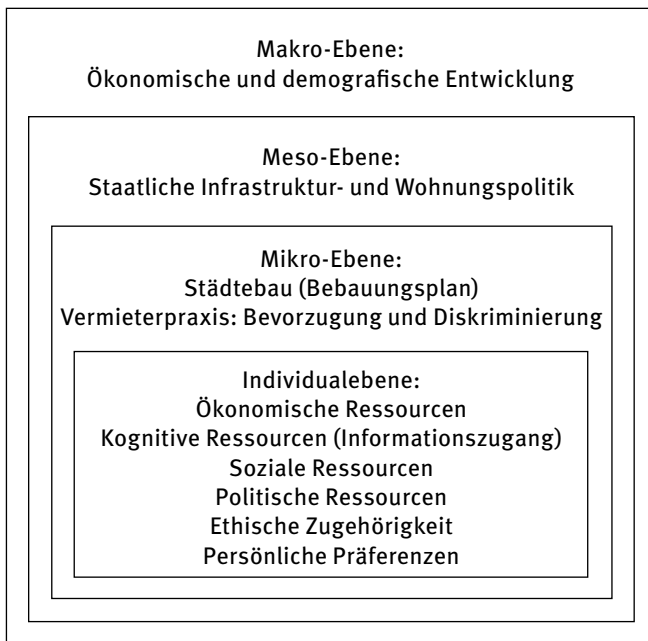 Makro-Ebene:
Ökonomische und demografische Entwicklung
Meso-Ebene:
Staatliche Infrastruktur- und Wohnungspolitik
Mikro-Ebene:
Städtebau (Bebauungsplan)
Vermieterpraxis: Bevorzugung und Diskriminierung
Individualebene:
Ökonomische Ressourcen
Kognitive Ressourcen (Informationszugang)
Soziale Ressourcen
Politische Ressourcen
Ethische Zugehörigkeit
Persönliche Präferenzen